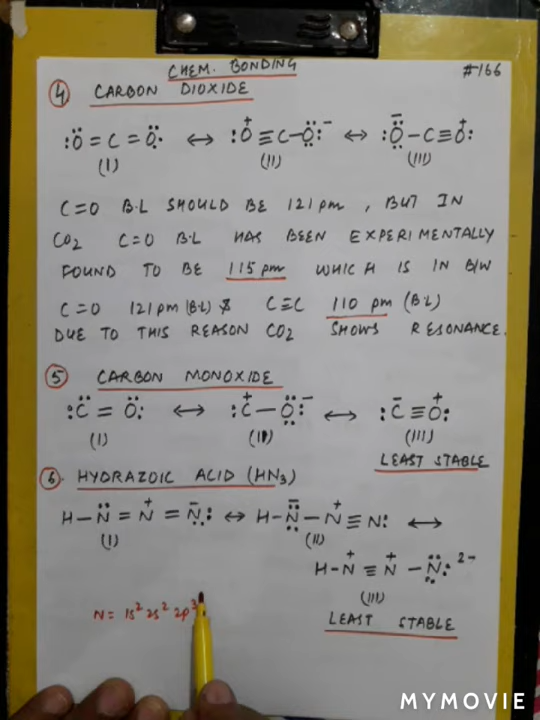 CHEM. BONDING #166
④ CARBON DIOXIDE
:Ö=C=Ö: ↔ :O⁺≡C–Ö:⁻ ↔ :Ö⁻–C≡O⁺:
(I) (II) (III)
C=O B.L SHOULD BE 121 pm, BUT IN
CO₂ C=O B.L HAS BEEN EXPERIMENTALLY
FOUND TO BE 115 pm WHICH IS IN B/W
C=O 121 pm (B.L) & C≡C 110 pm (B.L)
DUE TO THIS REASON CO₂ SHOWS RESONANCE.
⑤ CARBON MONOXIDE
:C̈=Ö: ↔ :C⁺–Ö:⁻ ↔ :C⁻≡O⁺:
(I) (II) (III)
LEAST STABLE
⑥. HYDRAZOIC ACID (HN₃)
H–N̈=N⁺=N̈⁻: ↔ H–N̈⁻–N⁺≡N: ↔
(I) (II)
H–N⁺≡N⁺–N̈:²⁻
(III)
N= 1s² 2s² 2p³
LEAST STABLE
MYMOVIE